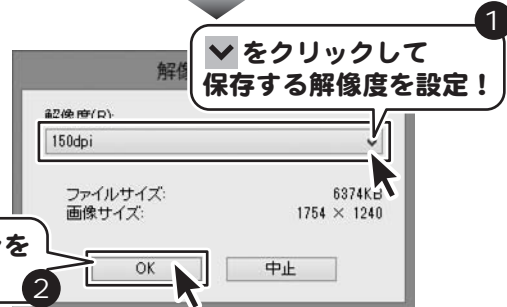 1
をクリックして
保存する解像度を設定！
解像
解像度(R):
150dpi
ファイルサイズ: 6374KB
画像サイズ: 1754 × 1240
を
OK 中止
2